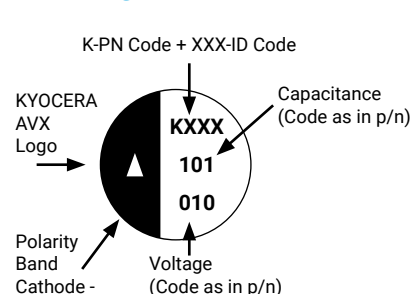 K-PN Code + XXX-ID Code
KYOCERA
AVX
Logo
Capacitance
(Code as in p/n)
KXXX
101
010
Polarity
Band
Cathode -
Voltage
(Code as in p/n)